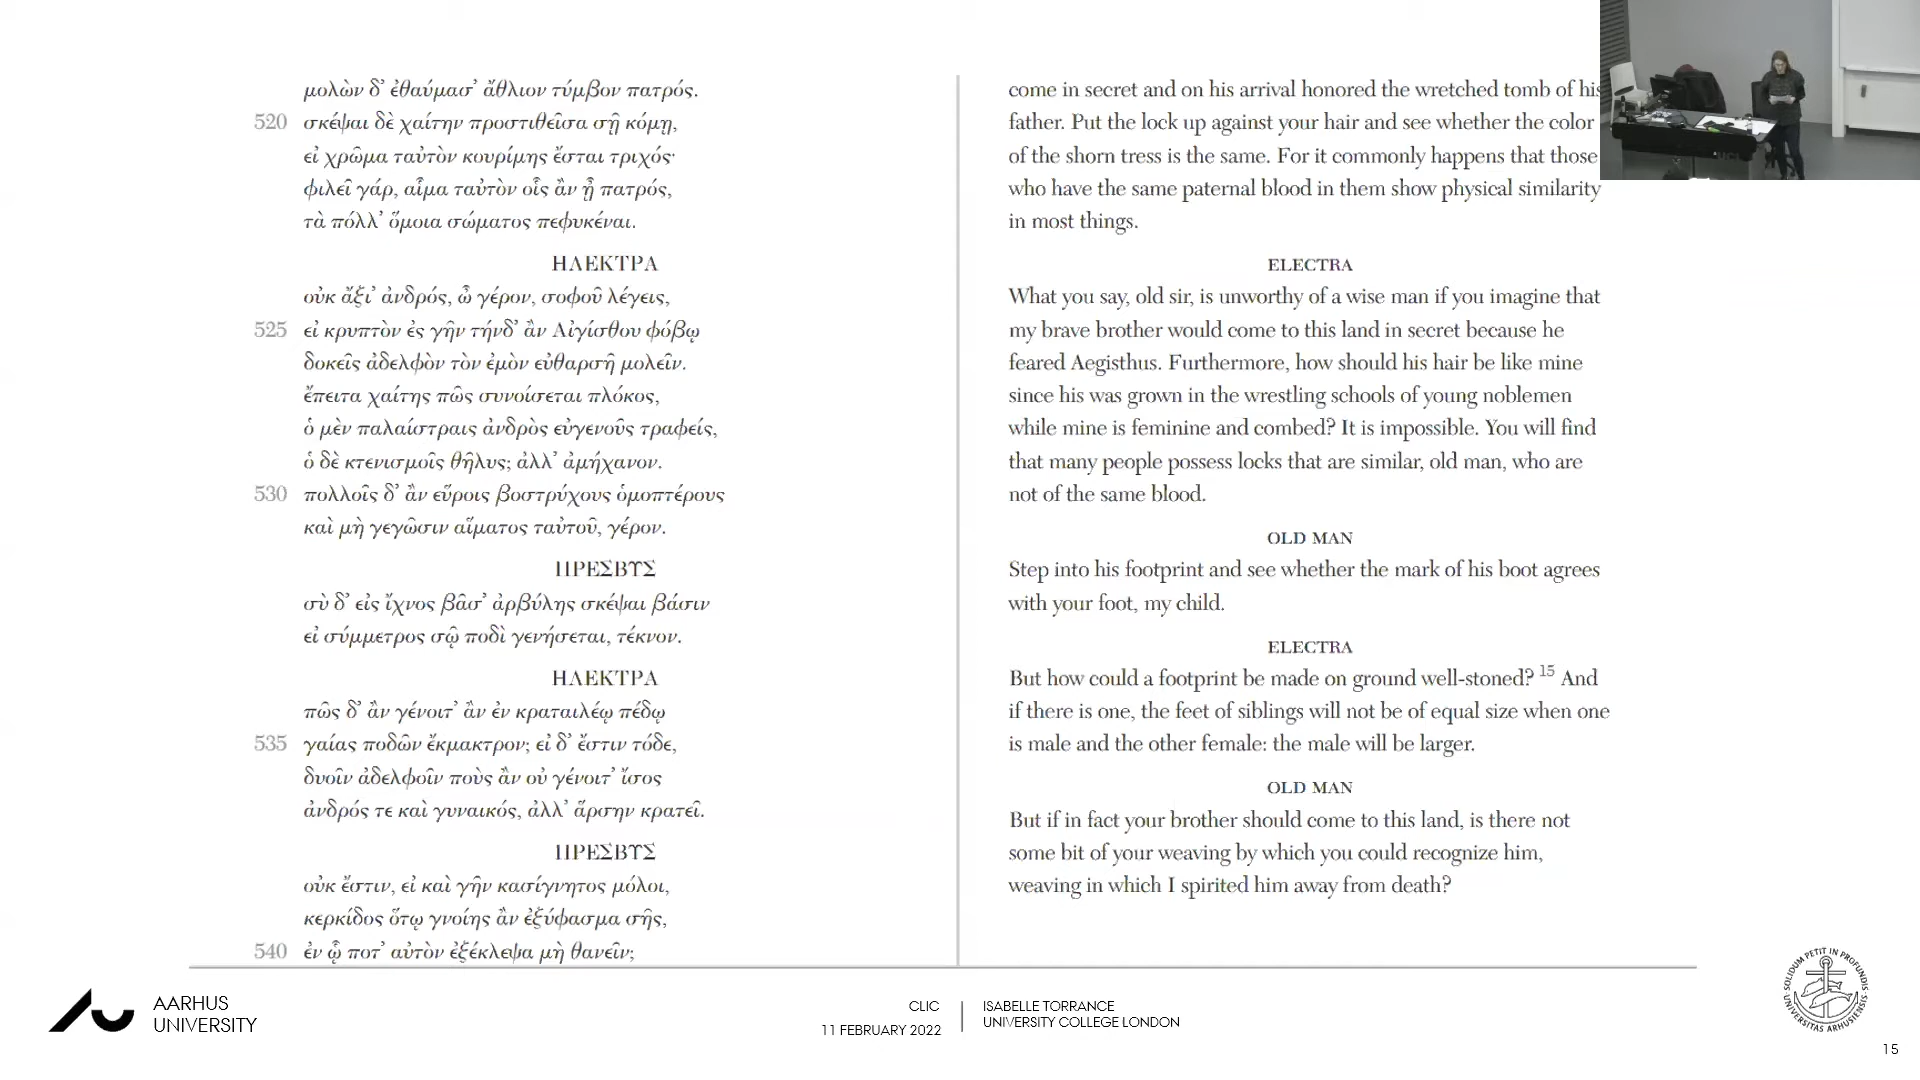 μολὼν δ’ ἐθαύμασ’ ἄθλιον τύμβον πατρός.
520 σκέψαι δὲ χαίτην προστιθεῖσα σῇ κόμῃ,
εἰ χρῶμα ταὐτὸν κουρίμης ἔσται τριχός·
φιλεῖ γάρ, αἷμα ταὐτὸν οἷς ἂν ᾖ πατρός,
τὰ πόλλ’ ὅμοια σώματος πεφυκέναι.
ΗΛΕΚΤΡΑ
οὐκ ἄξι’ ἀνδρός, ὦ γέρον, σοφοῦ λέγεις,
525 εἰ κρυπτὸν ἐς γῆν τήνδ’ ἂν Αἰγίσθου φόβῳ
δοκεῖς ἀδελφὸν τὸν ἐμὸν εὐθαρσῆ μολεῖν.
ἔπειτα χαίτης πῶς συνοίσεται πλόκος,
ὁ μὲν παλαίστραις ἀνδρὸς εὐγενοῦς τραφείς,
ὁ δὲ κτενισμοῖς θῆλυς; ἀλλ’ ἀμήχανον.
530 πολλοῖς δ’ ἂν εὕροις βοστρύχους ὁμοπτέρους
καὶ μὴ γεγῶσιν αἵματος ταὐτοῦ, γέρον.
ΠΡΕΣΒΥΣ
σὺ δ’ εἰς ἴχνος βᾶσ’ ἀρβύλης σκέψαι βάσιν
εἰ σύμμετρος σῷ ποδὶ γενήσεται, τέκνον.
ΗΛΕΚΤΡΑ
πῶς δ’ ἂν γένοιτ’ ἂν ἐν κραταιλέῳ πέδῳ
535 γαίας ποδῶν ἔκμακτρον; εἰ δ’ ἔστιν τόδε,
δυοῖν ἀδελφοῖν ποὺς ἂν οὐ γένοιτ’ ἴσος
ἀνδρός τε καὶ γυναικός, ἀλλ’ ἅρσην κρατεῖ.
ΠΡΕΣΒΥΣ
οὐκ ἔστιν, εἰ καὶ γῆν κασίγνητος μόλοι,
κερκίδος ὅτῳ γνοίης ἂν ἐξύφασμα σῆς,
540 ἐν ᾧ ποτ’ αὐτὸν ἐξέκλεψα μὴ θανεῖν;
come in secret and on his arrival honored the wretched tomb of his
father. Put the lock up against your hair and see whether the color
of the shorn tress is the same. For it commonly happens that those
who have the same paternal blood in them show physical similarity
in most things.
ELECTRA
What you say, old sir, is unworthy of a wise man if you imagine that
my brave brother would come to this land in secret because he
feared Aegisthus. Furthermore, how should his hair be like mine
since his was grown in the wrestling schools of young noblemen
while mine is feminine and combed? It is impossible. You will find
that many people possess locks that are similar, old man, who are
not of the same blood.
OLD MAN
Step into his footprint and see whether the mark of his boot agrees
with your foot, my child.
ELECTRA
But how could a footprint be made on ground well-stoned? 15 And
if there is one, the feet of siblings will not be of equal size when one
is male and the other female: the male will be larger.
OLD MAN
But if in fact your brother should come to this land, is there not
some bit of your weaving by which you could recognize him,
weaving in which I spirited him away from death?
AARHUS
UNIVERSITY
CLIC
11 FEBRUARY 2022
ISABELLE TORRANCE
UNIVERSITY COLLEGE LONDON
SOLIDUM PETIT IN PROFUNDIS
UNIVERSITAS ARHUSIENSIS
15